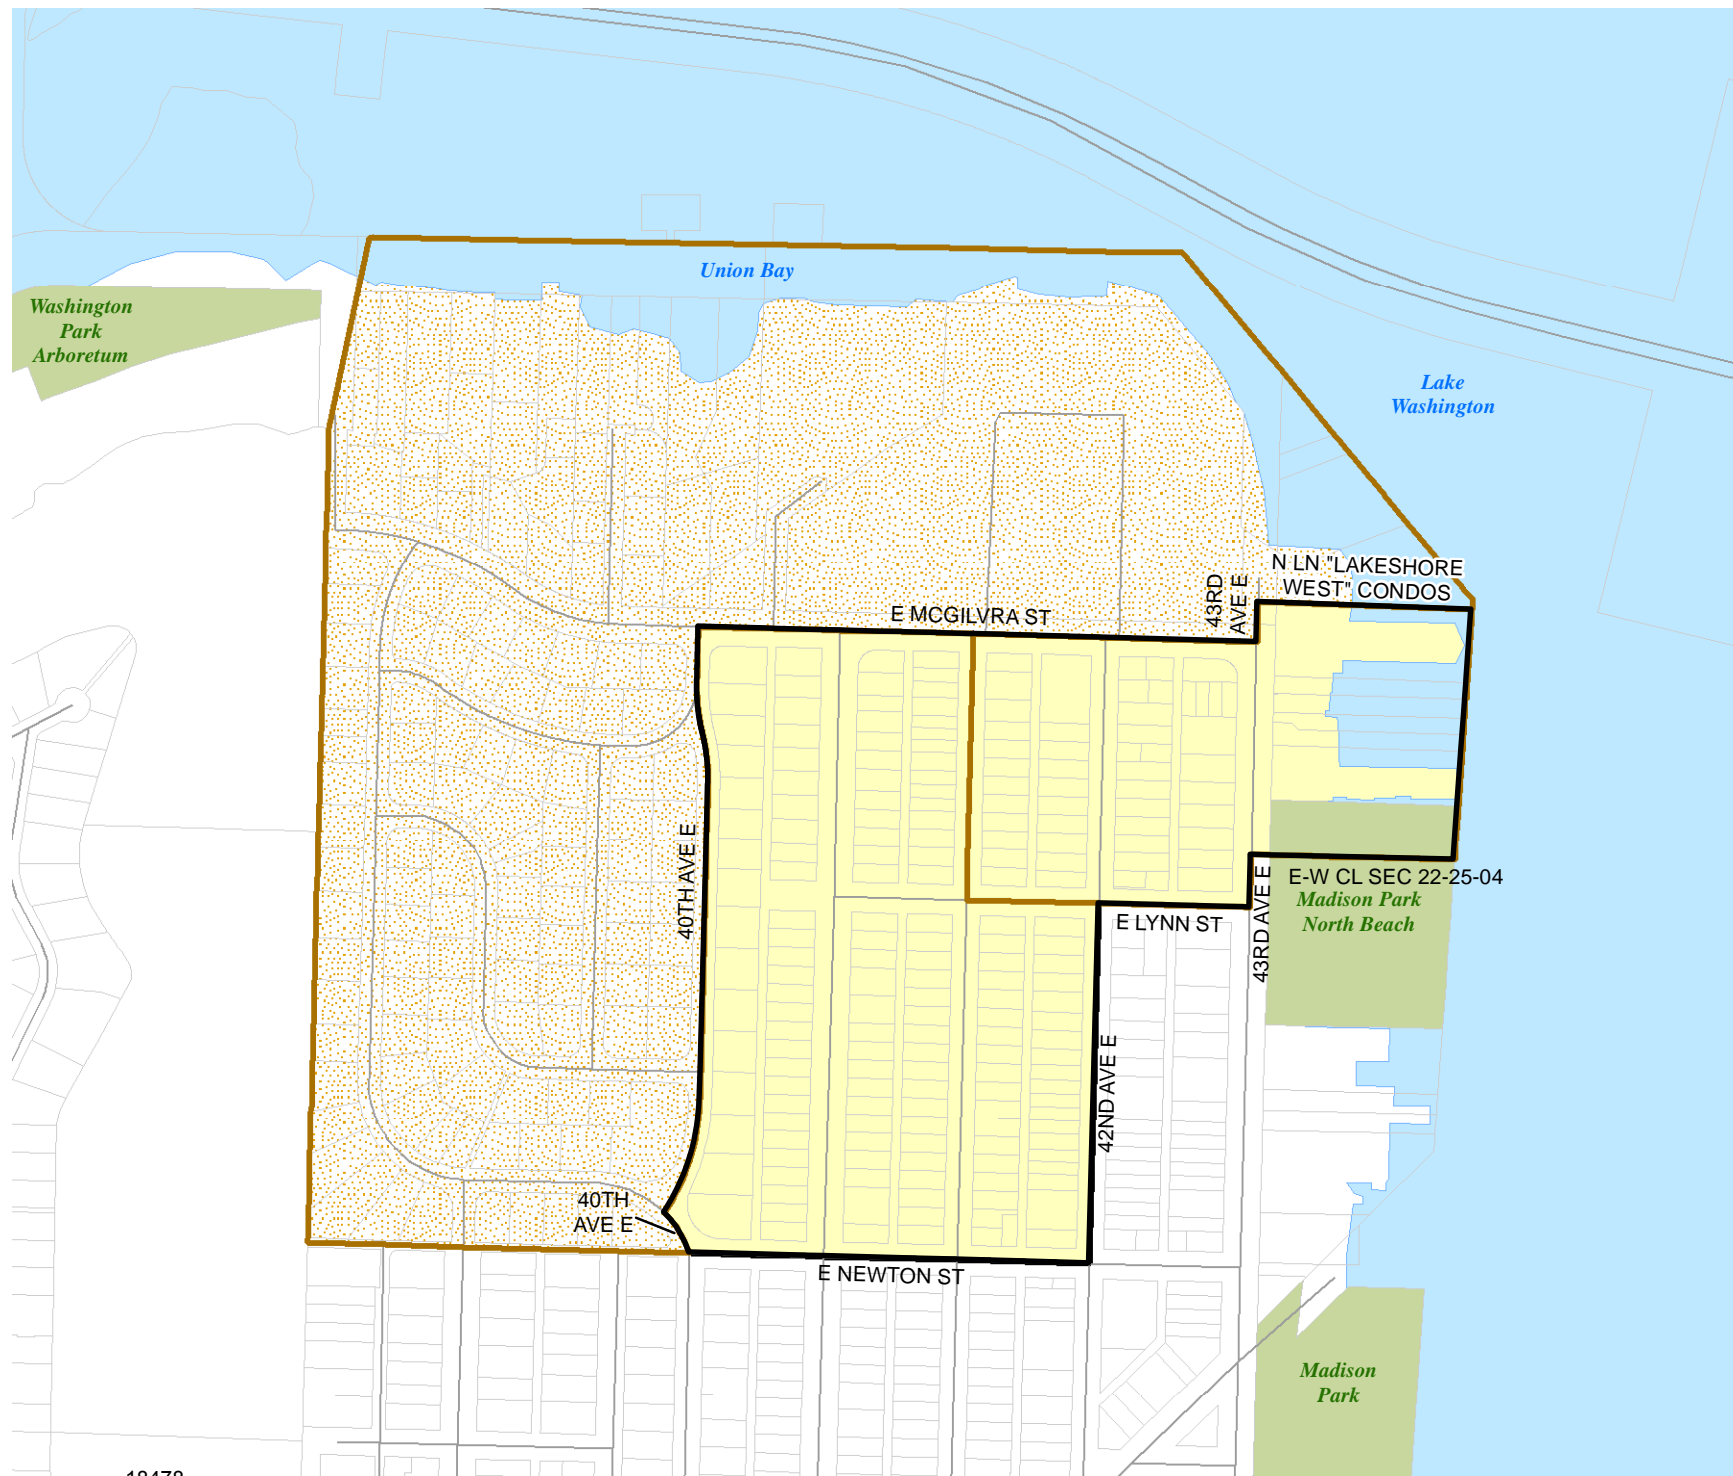 Union Bay
Washington
Park
Arboretum
Lake
Washington
N LN "LAKESHORE
WEST" CONDOS
43RD
AVE E
E MCGILVRA ST
40TH AVE E
E-W CL SEC 22-25-04
Madison Park
North Beach
E LYNN ST
43RD AVE E
42ND AVE E
40TH
AVE E
E NEWTON ST
Madison
Park